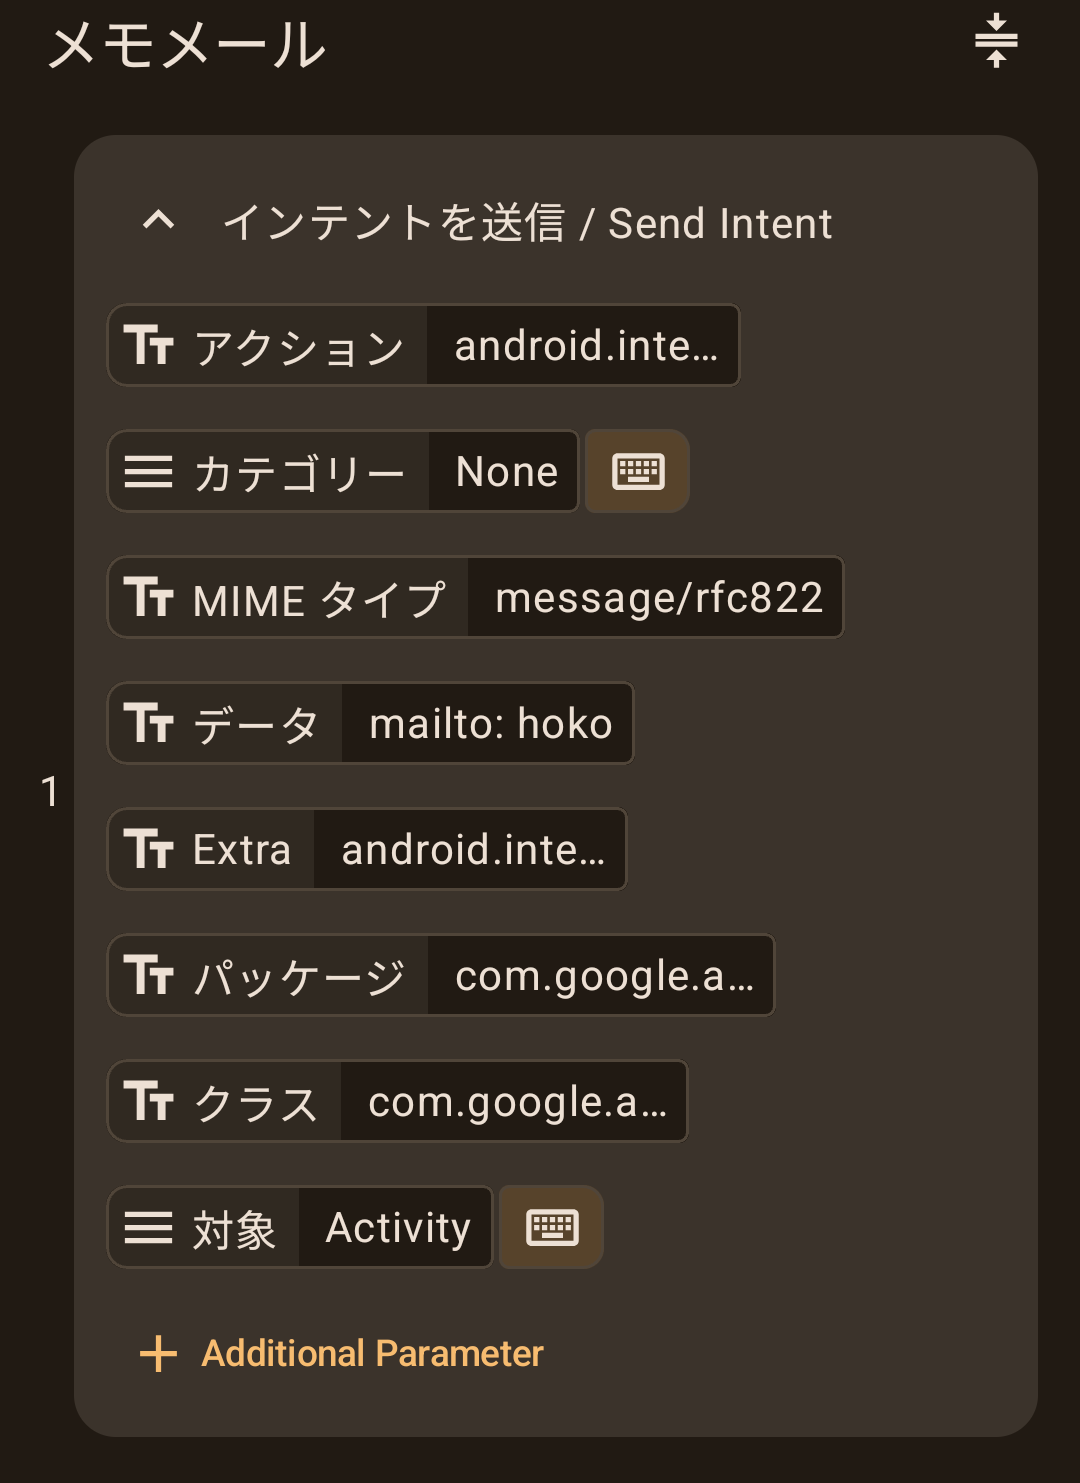 メモメール
インテントを送信 / Send Intent
アクション android.inte…
カテゴリー None
MIME タイプ message/rfc822
データ mailto: hoko
1
Extra android.inte…
パッケージ com.google.a…
クラス com.google.a…
対象 Activity
Additional Parameter